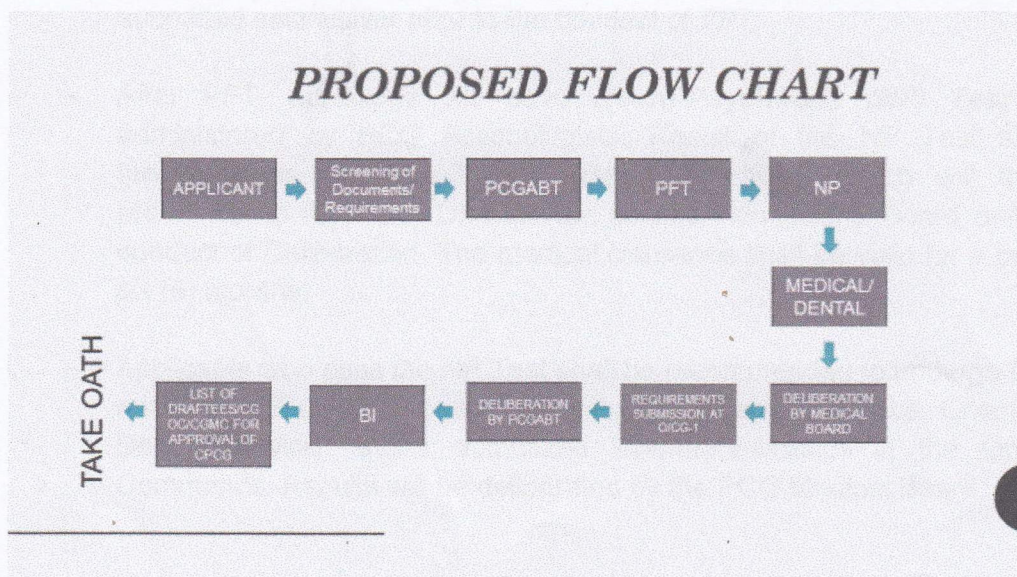 PROPOSED FLOW CHART
APPLICANT
Screening of
Documents/
Requirements
PCGABT
PFT
NP
MEDICAL/
DENTAL
DELIBERATION
BY MEDICAL
BOARD
REQUIREMENTS
SUBMISSION AT
O/CG-1
DELIBERATION
BY PCGABT
BI
LIST OF
DRAFTEES/CG
OC/CGMC FOR
APPROVAL OF
CPCG
TAKE OATH